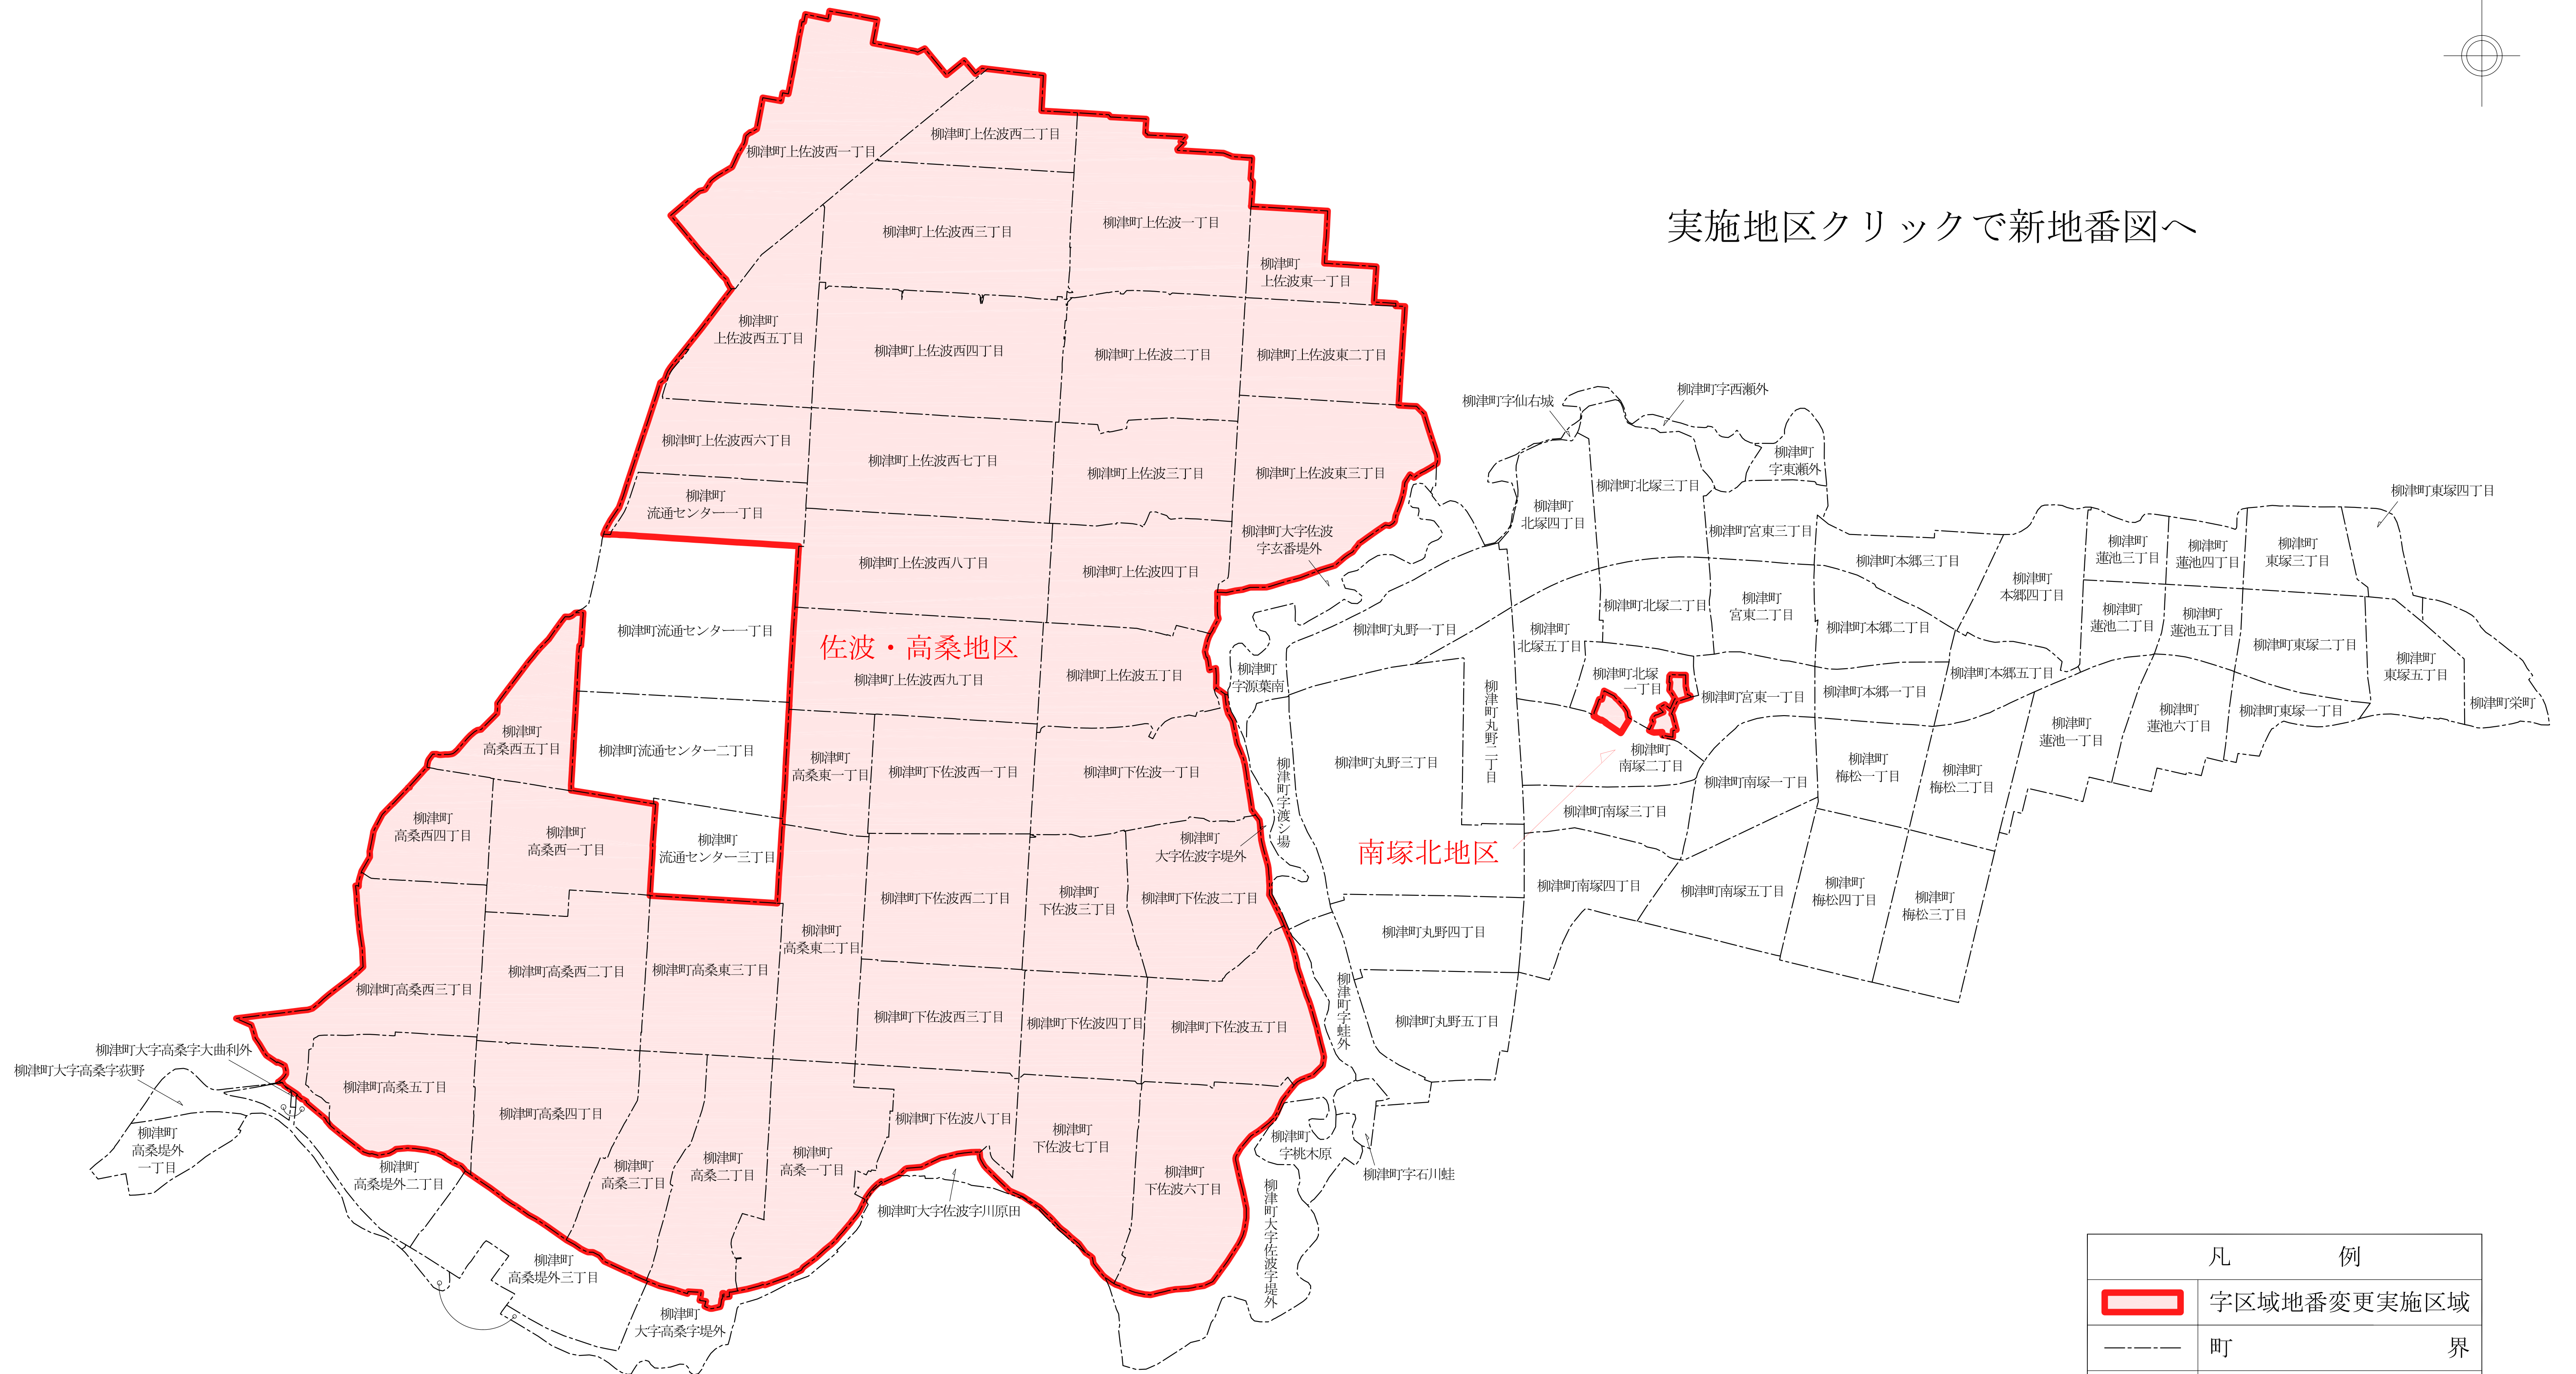 実施地区クリックで新地番図へ
柳津町上佐波西一丁目
柳津町上佐波西二丁目
柳津町上佐波西三丁目
柳津町上佐波一丁目
柳津町
上佐波東一丁目
柳津町
上佐波西五丁目
柳津町上佐波西四丁目
柳津町上佐波二丁目
柳津町上佐波東二丁目
柳津町上佐波西六丁目
柳津町上佐波西七丁目
柳津町上佐波三丁目
柳津町上佐波東三丁目
柳津町
流通センター一丁目
柳津町大字佐波
字玄番堤外
柳津町上佐波西八丁目
柳津町上佐波四丁目
柳津町流通センター一丁目
佐波・高桑地区
柳津町上佐波西九丁目
柳津町上佐波五丁目
柳津町
高桑西五丁目
柳津町流通センター二丁目
柳津町
高桑東一丁目
柳津町下佐波西一丁目
柳津町下佐波一丁目
柳津町
高桑西四丁目
柳津町
高桑西一丁目
柳津町
流通センター三丁目
柳津町
大字佐波字堤外
柳津町下佐波西二丁目
柳津町
下佐波三丁目
柳津町下佐波二丁目
柳津町
高桑東二丁目
柳津町高桑西三丁目
柳津町高桑西二丁目
柳津町高桑東三丁目
柳津町下佐波西三丁目
柳津町下佐波四丁目
柳津町下佐波五丁目
柳津町大字高桑字大曲利外
柳津町大字高桑字荻野
柳津町高桑五丁目
柳津町高桑四丁目
柳津町下佐波八丁目
柳津町
下佐波七丁目
柳津町
高桑堤外
一丁目
柳津町
高桑堤外二丁目
柳津町
高桑三丁目
柳津町
高桑二丁目
柳津町
高桑一丁目
柳津町
下佐波六丁目
柳津町大字佐波字川原田
柳津町
高桑堤外三丁目
柳津町
大字高桑字堤外
柳津町大字佐波字堤外
柳津町
字桃木原
柳津町字石川蛙
柳津町字蛙外
柳津町字渡シ場
柳津町
字源葉南
柳津町字仙右城
柳津町字西瀬外
柳津町
字東瀬外
柳津町
北塚四丁目
柳津町北塚三丁目
柳津町宮東三丁目
柳津町本郷三丁目
柳津町
本郷四丁目
柳津町
蓮池三丁目
柳津町
蓮池四丁目
柳津町
東塚三丁目
柳津町東塚四丁目
柳津町丸野一丁目
柳津町
北塚五丁目
柳津町北塚二丁目
柳津町
宮東二丁目
柳津町本郷二丁目
柳津町
蓮池二丁目
柳津町
蓮池五丁目
柳津町東塚二丁目
柳津町
東塚五丁目
柳津町栄町
柳津町丸野二丁目
柳津町北塚
一丁目
柳津町宮東一丁目
柳津町本郷一丁目
柳津町本郷五丁目
柳津町
蓮池一丁目
柳津町
蓮池六丁目
柳津町東塚一丁目
柳津町丸野三丁目
柳津町
南塚二丁目
柳津町南塚一丁目
柳津町
梅松一丁目
柳津町
梅松二丁目
柳津町南塚三丁目
南塚北地区
柳津町南塚四丁目
柳津町南塚五丁目
柳津町
梅松四丁目
柳津町
梅松三丁目
柳津町丸野四丁目
柳津町丸野五丁目
凡 例
字区域地番変更実施区域
町 界